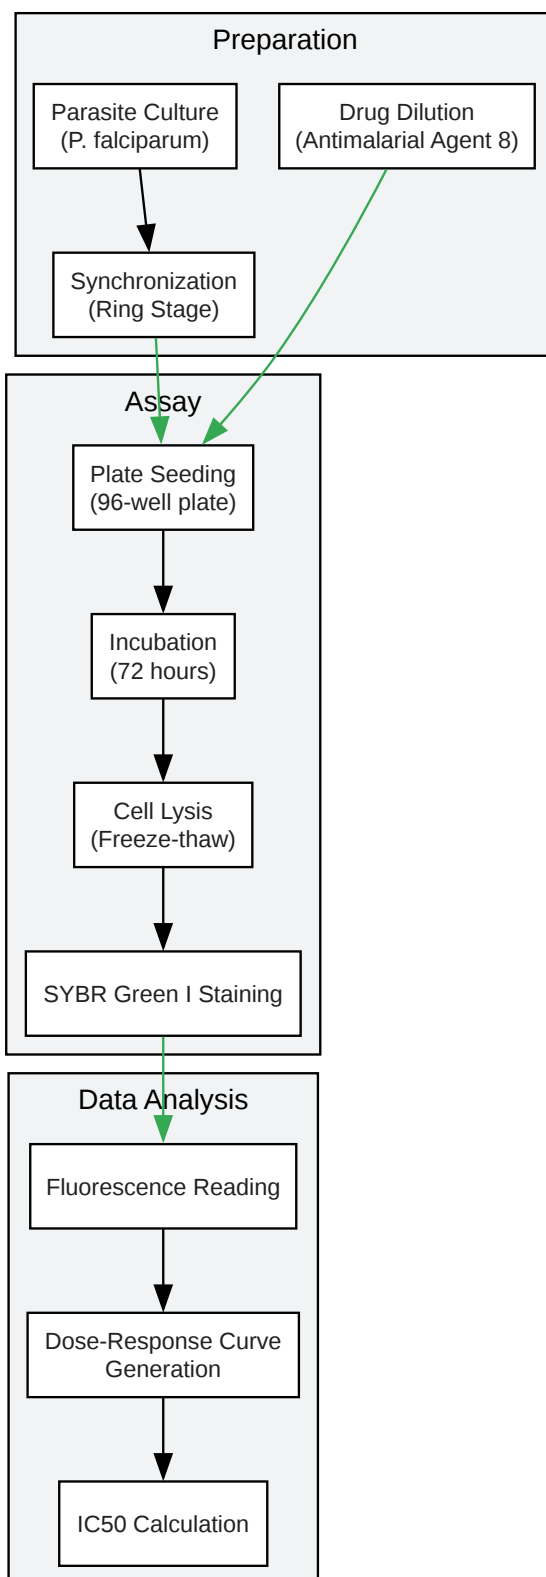 Preparation
Parasite Culture
(P. falciparum)
Drug Dilution
(Antimalarial Agent 8)
Synchronization
(Ring Stage)
Assay
Plate Seeding
(96-well plate)
Incubation
(72 hours)
Cell Lysis
(Freeze-thaw)
SYBR Green I Staining
Data Analysis
Fluorescence Reading
Dose-Response Curve
Generation
IC50 Calculation